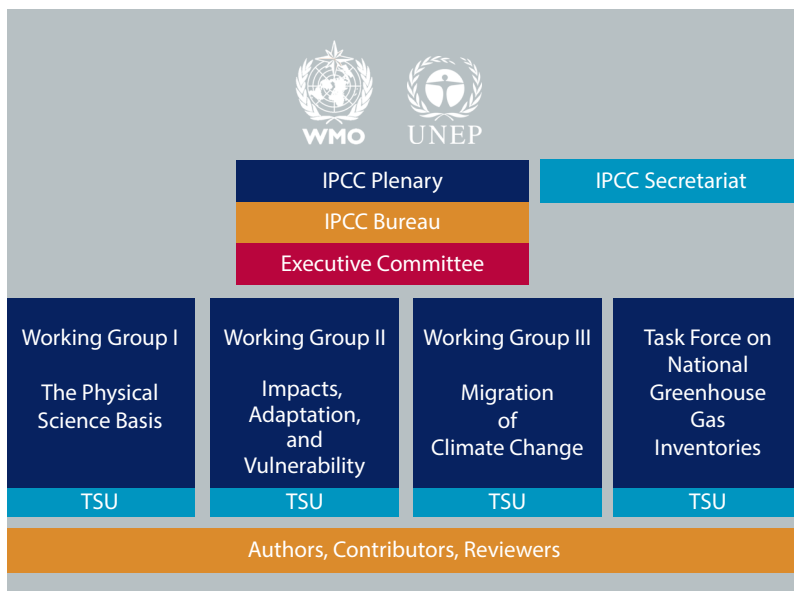 WMO
UNEP
IPCC Plenary
IPCC Secretariat
IPCC Bureau
Executive Committee
Working Group I
The Physical
Science Basis
TSU
Working Group II
Impacts,
Adaptation,
and
Vulnerability
TSU
Working Group III
Migration
of
Climate Change
TSU
Task Force on
National
Greenhouse
Gas
Inventories
TSU
Authors, Contributors, Reviewers